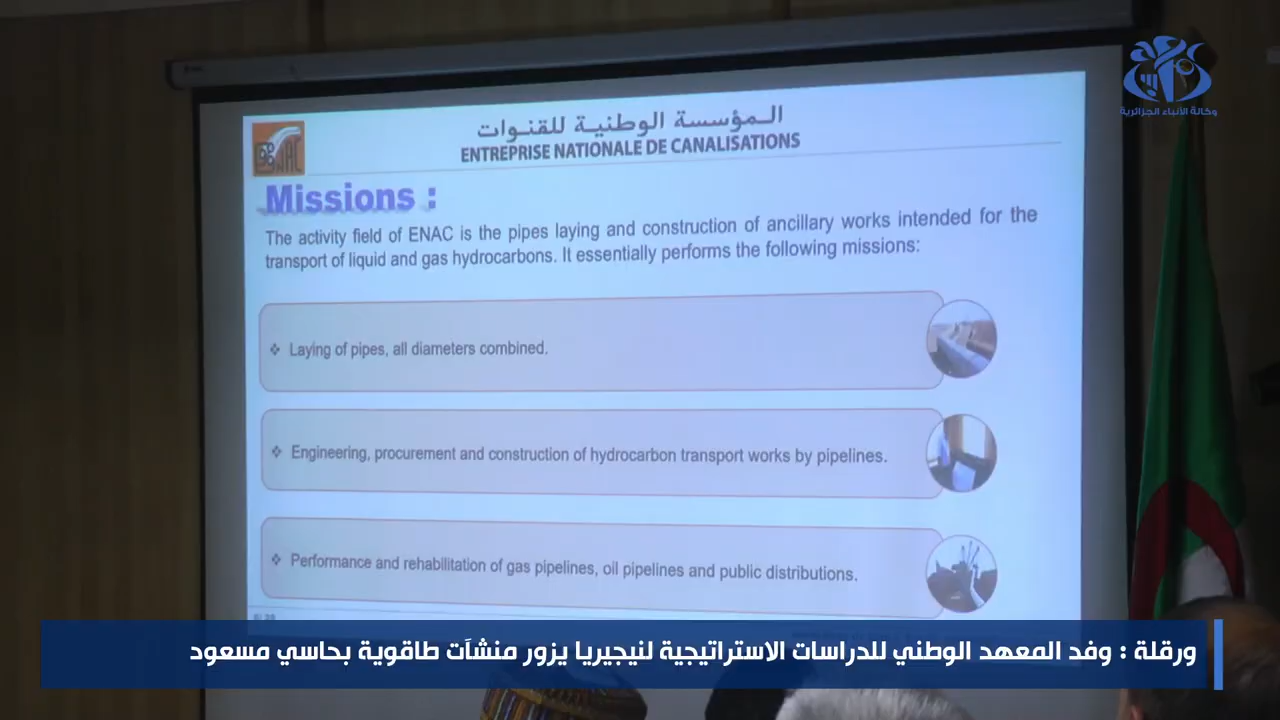 وكالة الأنباء الجزائرية
المؤسسة الوطنية للقنوات
ENTREPRISE NATIONALE DE CANALISATIONS
ENAC
Missions :
The activity field of ENAC is the pipes laying and construction of ancillary works intended for the
transport of liquid and gas hydrocarbons. It essentially performs the following missions:
❖ Laying of pipes, all diameters combined.
❖ Engineering, procurement and construction of hydrocarbon transport works by pipelines.
❖ Performance and rehabilitation of gas pipelines, oil pipelines and public distributions.
ورقلة : وفد المعهد الوطني للدراسات الاستراتيجية لنيجيريا يزور منشآت طاقوية بحاسي مسعود